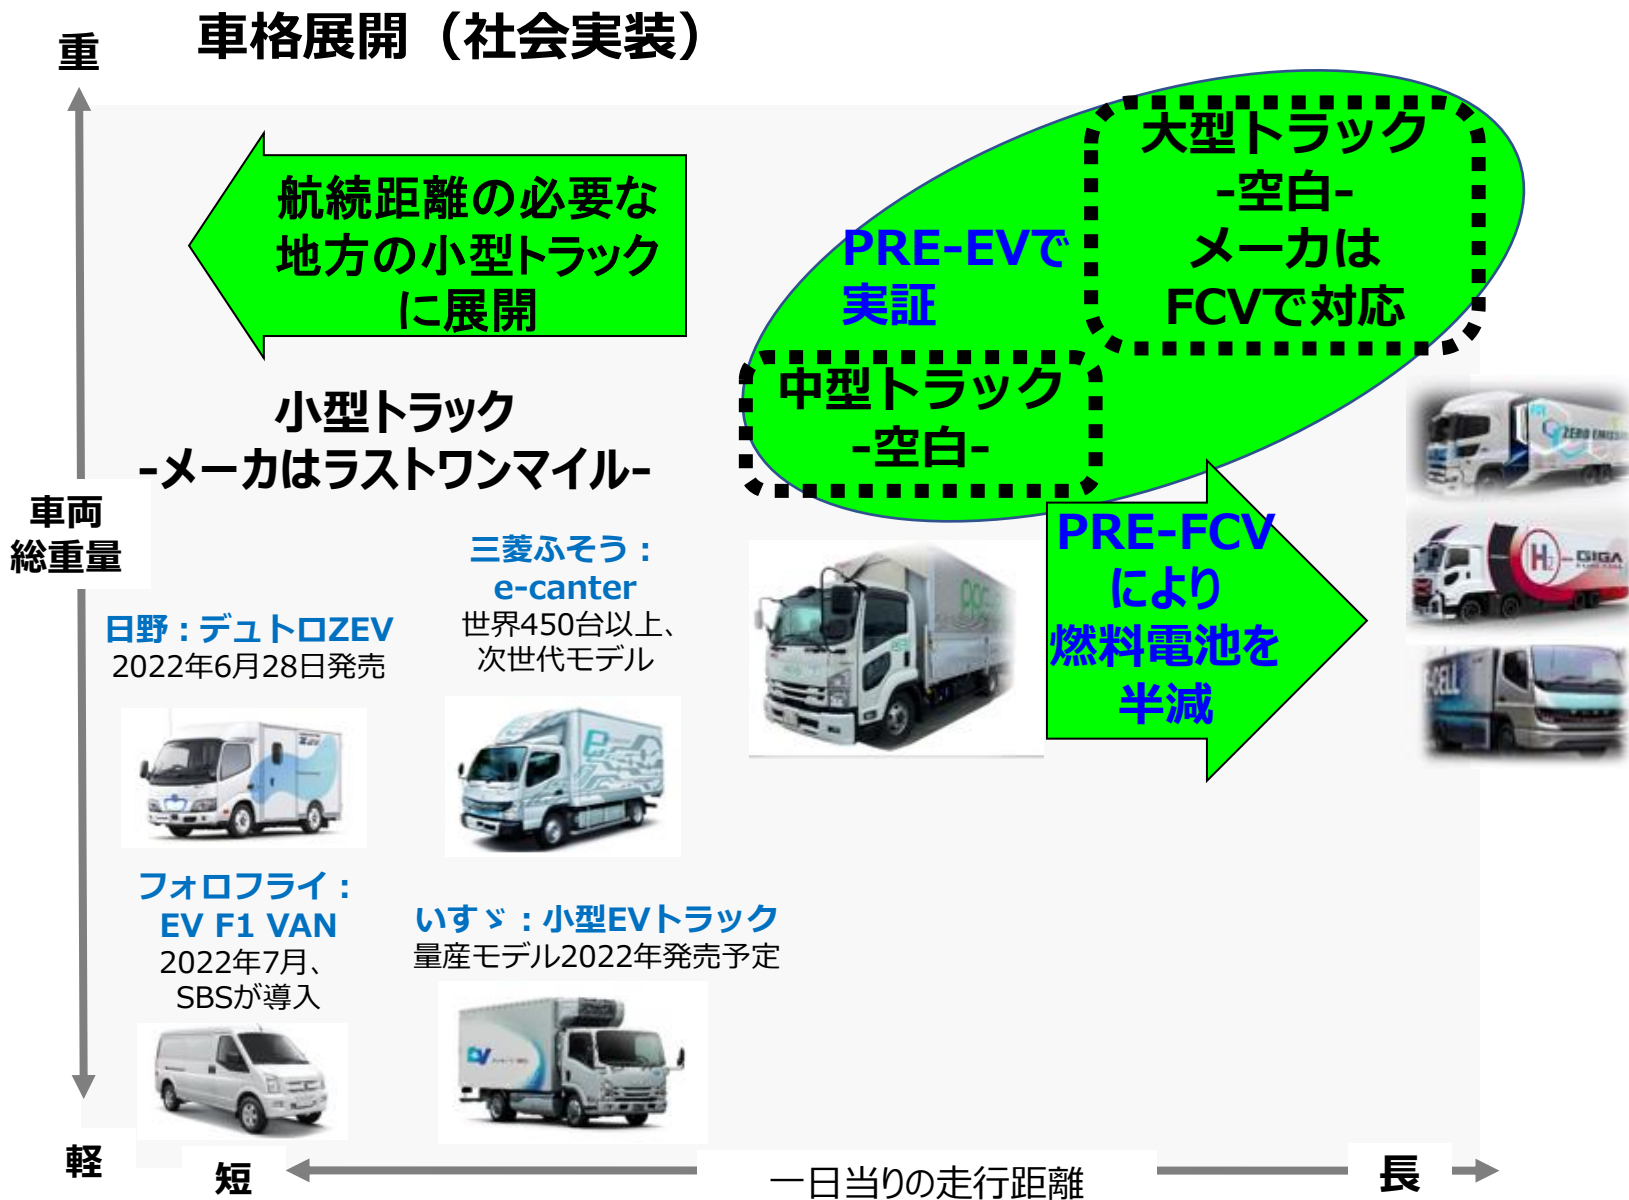 車格展開（社会実装）
重
航続距離の必要な
地方の小型トラック
に展開
大型トラック
-空白-
メーカは
FCVで対応
PRE-EVで
実証
中型トラック
-空白-
小型トラック
-メーカはラストワンマイル-
車両
総重量
PRE-FCV
により
燃料電池を
半減
三菱ふそう：
e-canter
世界450台以上、
次世代モデル
日野：デュトロZEV
2022年6月28日発売
フォロフライ：
EV F1 VAN
2022年7月、
SBSが導入
いすゞ：小型EVトラック
量産モデル2022年発売予定
ZERO EMISSI
H2
GIGA
CELL
EV
軽
短
一日当りの走行距離
長